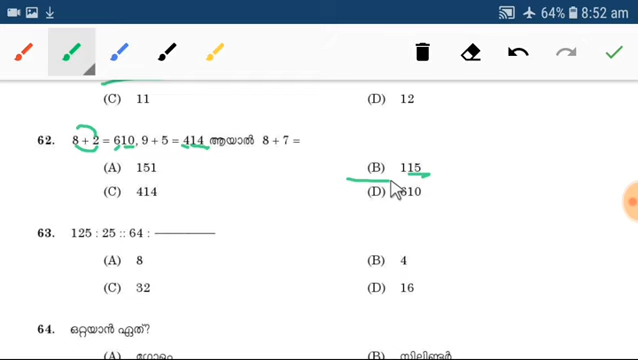 64% 8:52 am
(C) 11 (D) 12
62. 8 + 2 = 610, 9 + 5 = 414 ആയാൽ 8 + 7 =
(A) 151 (B) 115
(C) 414 (D) 610
63. 125 : 25 :: 64 :
(A) 8 (B) 4
(C) 32 (D) 16
64. ഒറ്റയാൻ ഏത്?
(A) ഗോളം (B) സിലിണ്ടർ